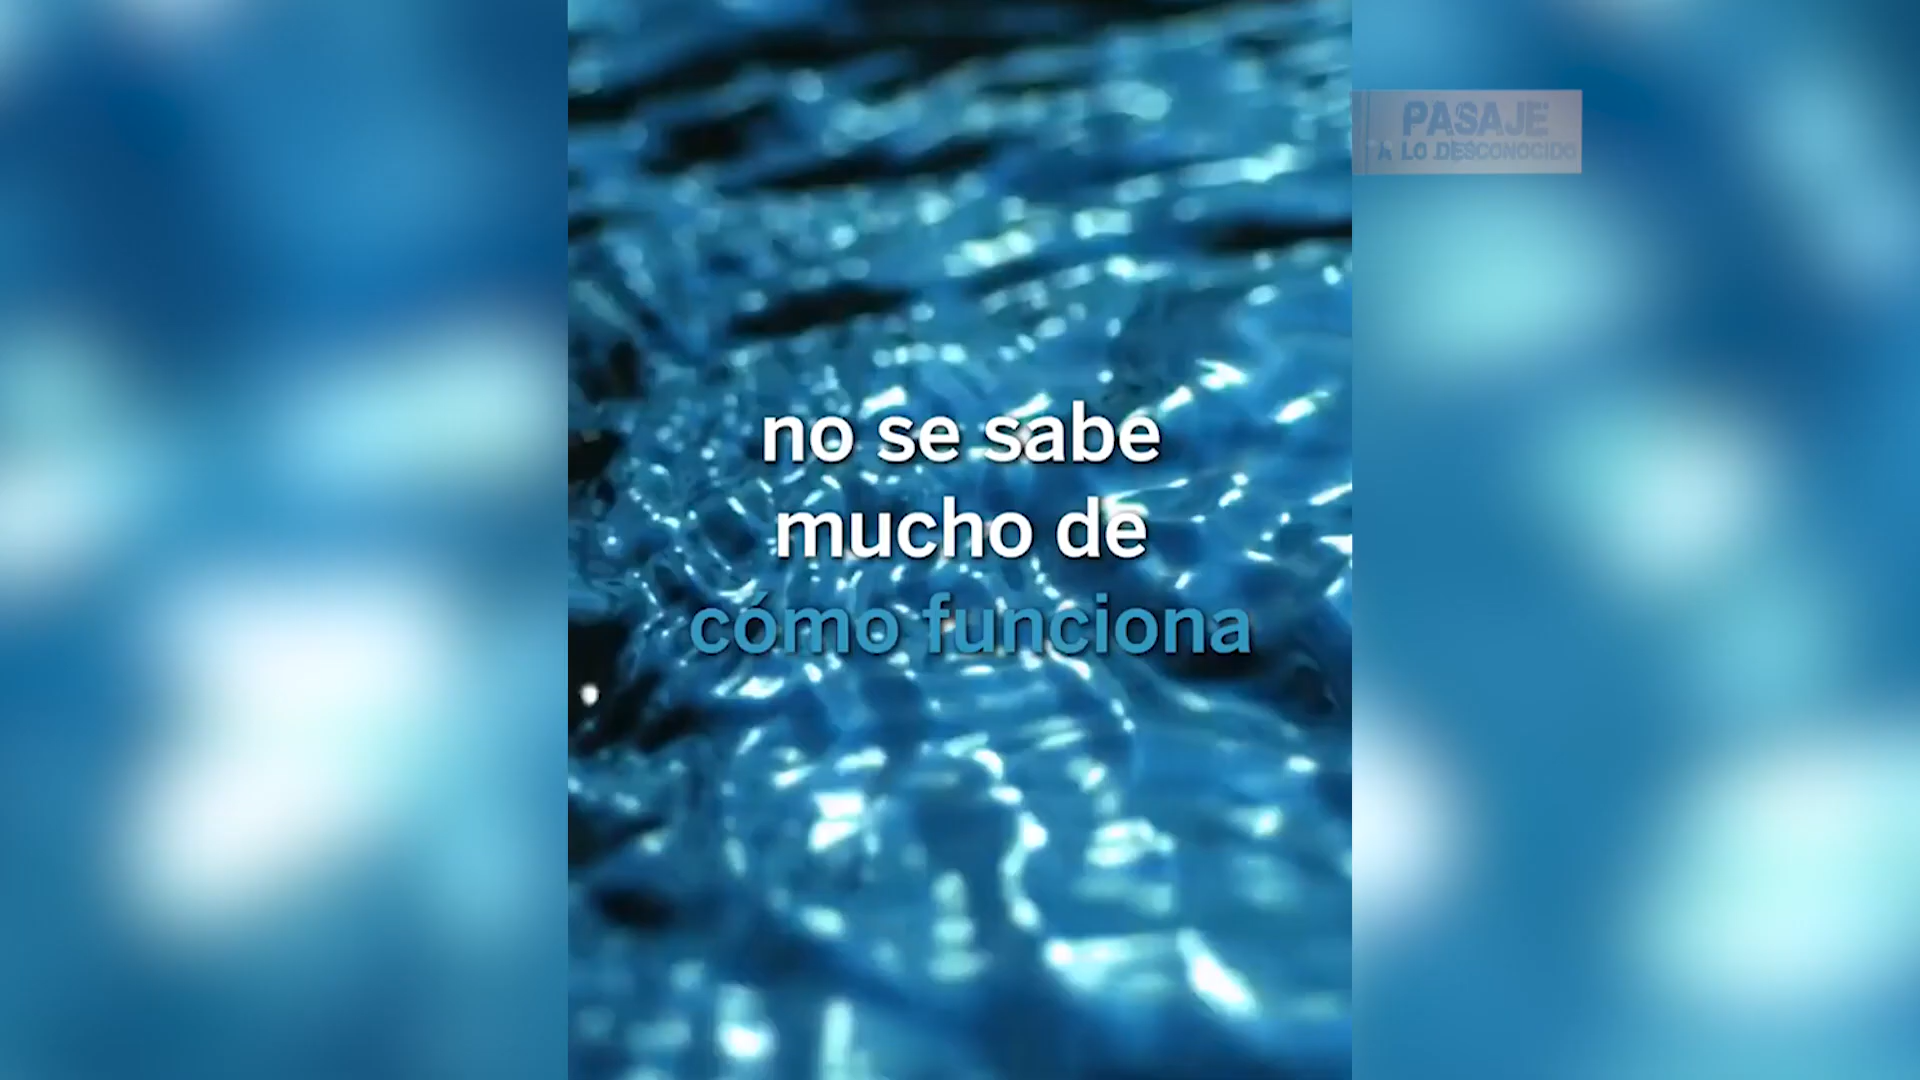 PASAJE
A LO DESCONOCIDO
no se sabe
mucho de
cómo funciona